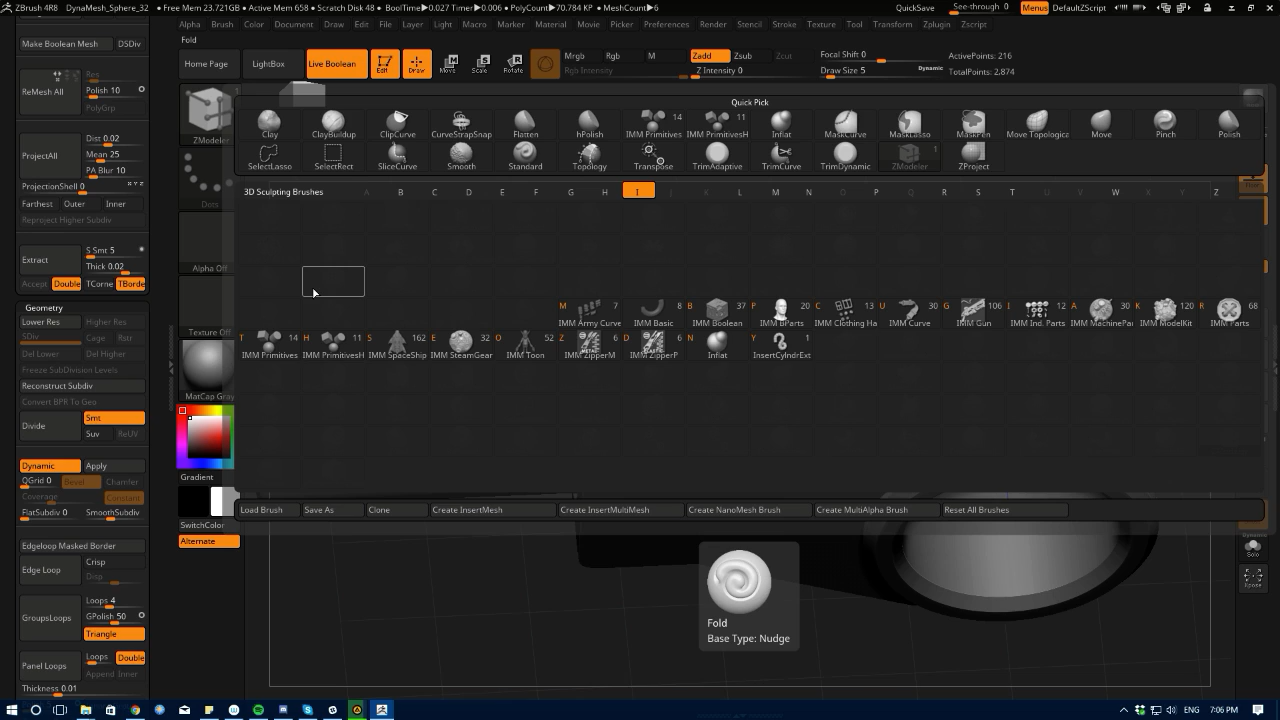 ZBrush 4R8 DynaMesh_Sphere_32 • Free Mem 23.721GB • Active Mem 658 • Scratch Disk 48 • BoolTime▶0.027 Timer▶0.006 • PolyCount▶70.784 KP • MeshCount▶6 QuickSave See-through 0 Menus DefaultZScript
Alpha Brush Color Document Draw Edit File Layer Light Macro Marker Material Movie Picker Preferences Render Stencil Stroke Texture Tool Transform Zplugin Zscript
Make Boolean Mesh DSDiv
Fold
Home Page LightBox Live Boolean Edit Draw Move Scale Rotate
Mrgb Rgb M Zadd Zsub Zcut
Rgb Intensity Z Intensity 0
Focal Shift 0
Draw Size 5 Dynamic
ActivePoints: 216
TotalPoints: 2.874
ReMesh All Res
Polish 10
PolyGrp
ProjectAll Dist 0.02
Mean 25
PA Blur 10
ProjectionShell 0
Farthest Outer Inner
Reproject Higher Subdiv
Extract S Smt 5
Thick 0.02
Accept Double TCorne TBorde
Geometry
Lower Res Higher Res
SDiv Cage Rstr
Del Lower Del Higher
Freeze SubDivision Levels
Reconstruct Subdiv
Convert BPR To Geo
Divide Smt
Suv ReUV
Dynamic Apply
QGrid 0 Bevel Chamfer
Coverage Constant
FlatSubdiv 0 SmoothSubdiv
Edgeloop Masked Border
Edge Loop Crisp
Disp
GroupsLoops Loops 4
GPolish 50
Triangle
Panel Loops Loops Double
Append Inner
Thickness 0.01
ZModeler 1
Dots
Alpha Off
Texture Off
MatCap Gray
Gradient
SwitchColor
Alternate
Quick Pick
14 11
Clay ClayBuildup ClipCurve CurveStrapSnap Flatten hPolish IMM Primitives IMM PrimitivesH Inflat MaskCurve MaskLasso MaskPen Move Topologica Move Pinch Polish
1
SelectLasso SelectRect SliceCurve Smooth Standard Topology Transpose TrimAdaptive TrimCurve TrimDynamic ZModeler ZProject
3D Sculpting Brushes A B C D E F G H I J K L M N O P Q R S T U V W X Y Z
M 7 8 B 37 P 20 C 13 U 30 G 106 I 12 A 30 K 120 R 68
IMM Army Curve IMM Basic IMM Boolean IMM BParts IMM Clothing Ha IMM Curve IMM Gun IMM Ind. Parts IMM MachinePar IMM ModelKit IMM Parts
T 14 H 11 S 162 E 32 O 52 Z 6 D 6 N Y 1
IMM Primitives IMM PrimitivesH IMM SpaceShip IMM SteamGear IMM Toon IMM ZipperM IMM ZipperP Inflat InsertCylndrExt
Load Brush Save As Clone Create InsertMesh Create InsertMultiMesh Create NanoMesh Brush Create MultiAlpha Brush Reset All Brushes
Fold
Base Type: Nudge
Dynamic
Solo
Xpose
ENG 7:06 PM